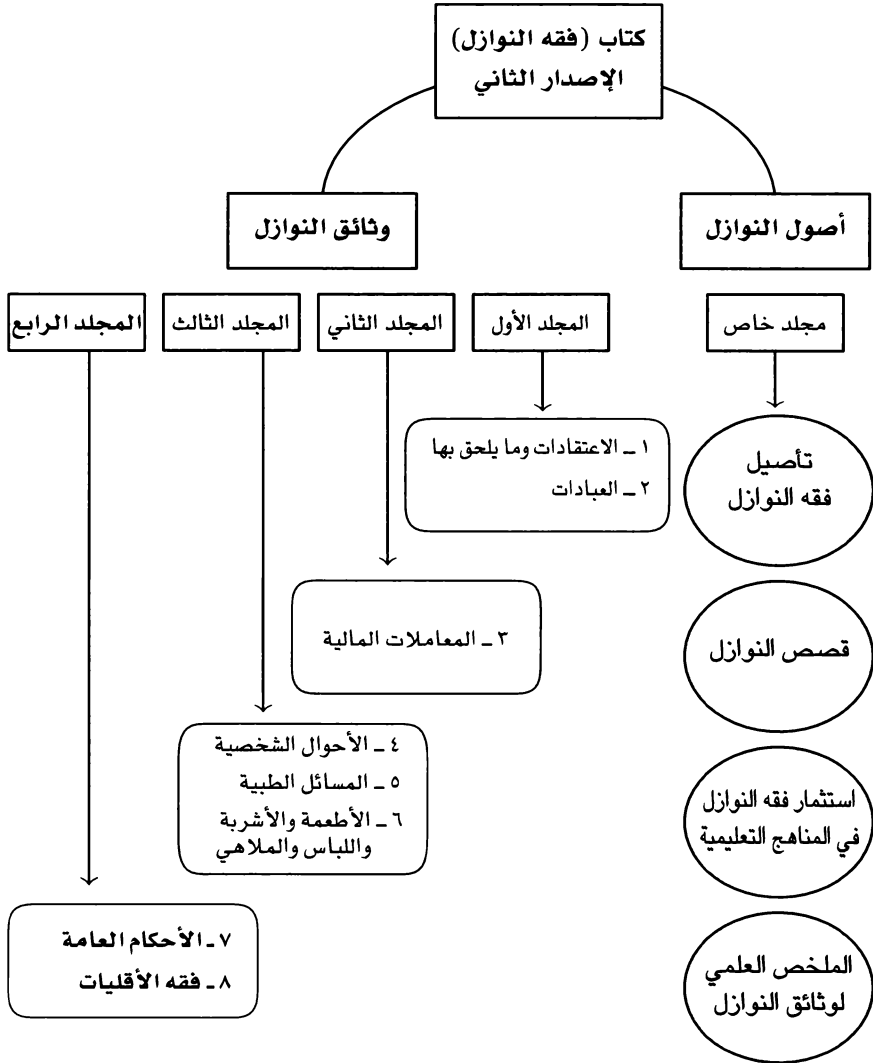 كتاب (فقه النوازل)
الإصدار الثاني
أصول النوازل
وثائق النوازل
مجلد خاص
المجلد الأول
المجلد الثاني
المجلد الثالث
المجلد الرابع
تأصيل
فقه النوازل
قصص النوازل
استثمار فقه النوازل
في المناهج التعليمية
الملخص العلمي
لوثائق النوازل
١ ـ الاعتقادات وما يلحق بها
٢ ـ العبادات
٣ ـ المعاملات المالية
٤ ـ الأحوال الشخصية
٥ ـ المسائل الطبية
٦ ـ الأطعمة والأشربة
واللباس والملاهي
٧ ـ الأحكام العامة
٨ ـ فقه الأقليات